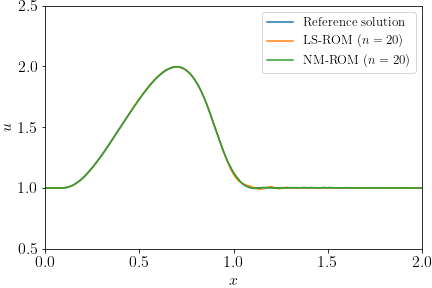 2.5
2.0
1.5
1.0
0.5
u
0.0
0.5
1.0
1.5
2.0
x
Reference solution
LS-ROM (n = 20)
NM-ROM (n = 20)